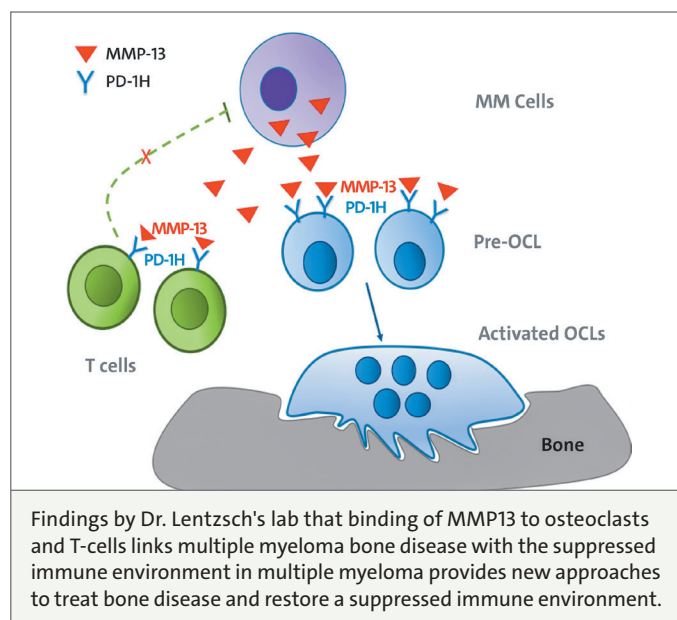 MMP-13
PD-1H
MM Cells
MMP-13
PD-1H
Pre-OCL
X
MMP-13
PD-1H
T cells
Activated OCLs
Bone
Findings by Dr. Lentzsch's lab that binding of MMP13 to osteoclasts
and T-cells links multiple myeloma bone disease with the suppressed
immune environment in multiple myeloma provides new approaches
to treat bone disease and restore a suppressed immune environment.